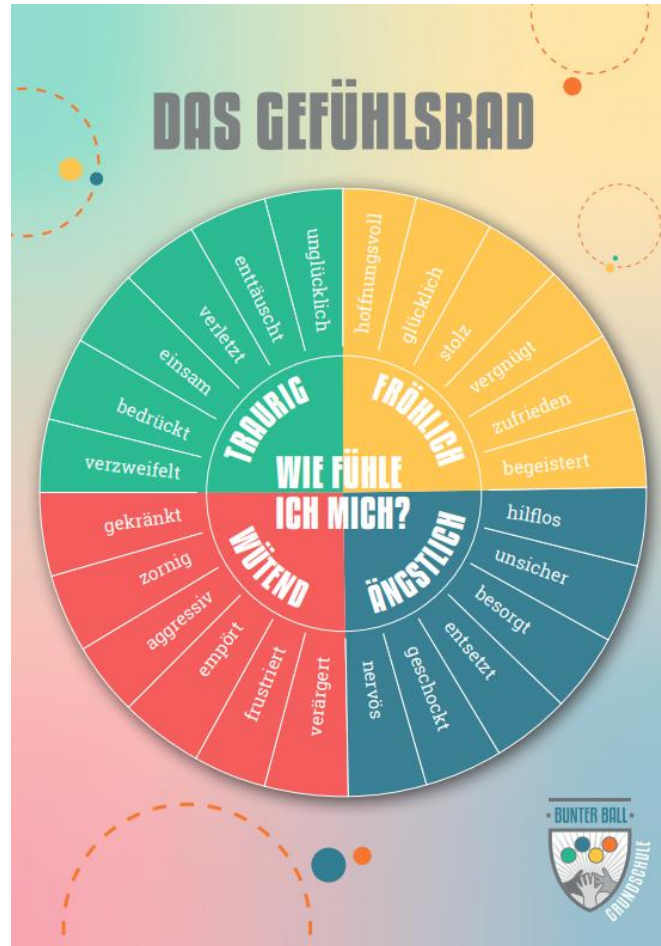 DAS GEFÜHLSRAD
WIE FÜHLE
ICH MICH?
TRAURIG
verzweifelt
bedrückt
einsam
verletzt
enttäuscht
unglücklich
FRÖHLICH
hoffnungsvoll
glücklich
stolz
vergnügt
zufrieden
begeistert
ÄNGSTLICH
hilflos
unsicher
besorgt
entsetzt
geschockt
nervös
WÜTEND
verärgert
frustriert
empört
aggressiv
zornig
gekränkt
BUNTER BALL
GRUNDSCHULE